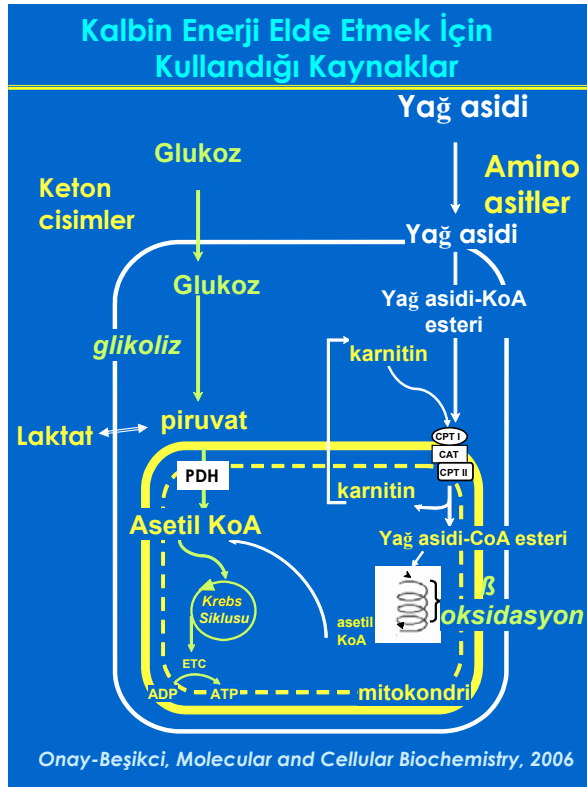 Kalbin Enerji Elde Etmek İçin
Kullandığı Kaynaklar
Yağ asidi
Glukoz
Amino
asitler
Keton
cisimler
Yağ asidi
Glukoz
Yağ asidi-KoA
esteri
glikoliz
karnitin
piruvat
Laktat
CPT I
CAT
CPT II
PDH
karnitin
Asetil KoA
Yağ asidi-CoA esteri
ß
oksidasyon
Krebs
Siklusu
asetil
KoA
ETC
ADP
ATP
mitokondri
Onay-Beşikci, Molecular and Cellular Biochemistry, 2006